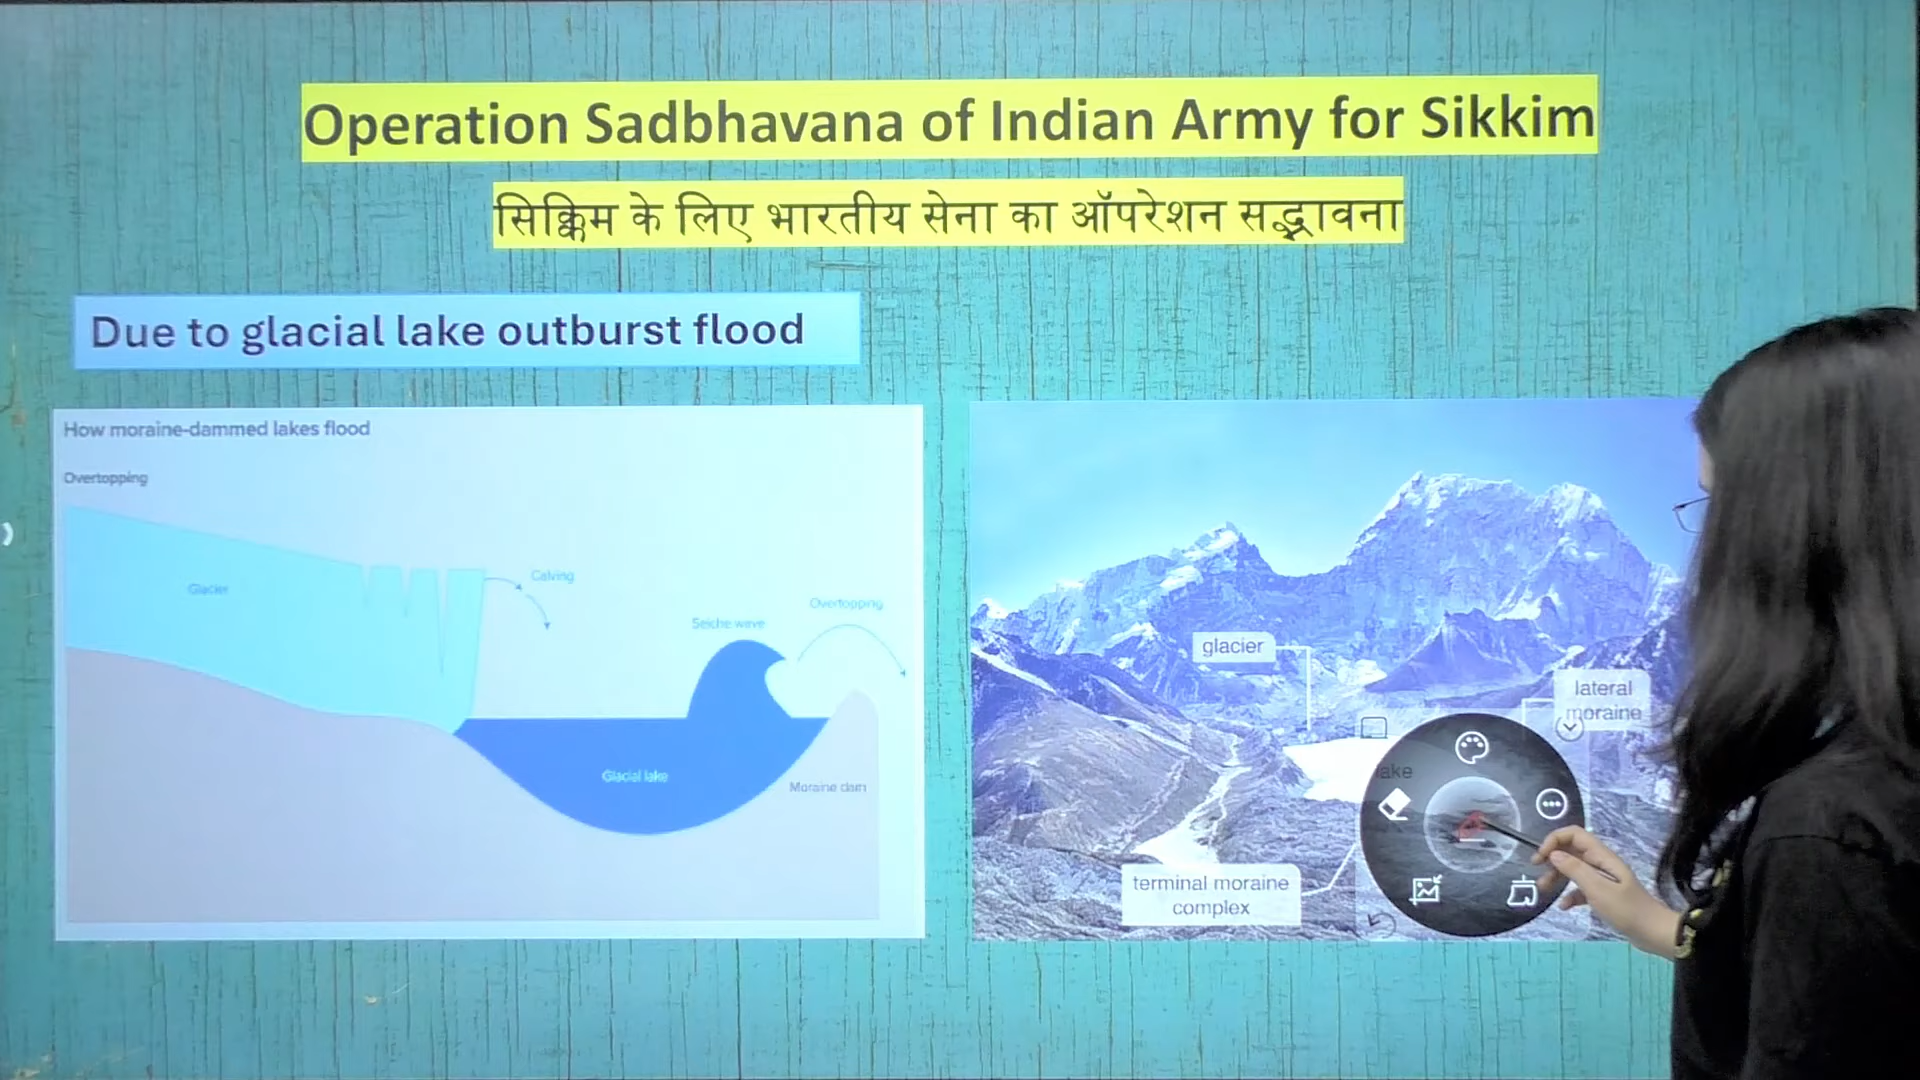 Operation Sadbhavana of Indian Army for Sikkim
सिक्किम के लिए भारतीय सेना का ऑपरेशन सद्भावना
Due to glacial lake outburst flood
How moraine-dammed lakes flood
Overtopping
Glacier
Calving
Seiche wave
Overtopping
Glacial lake
Moraine dam
glacier
lateral
moraine
lake
terminal moraine
complex